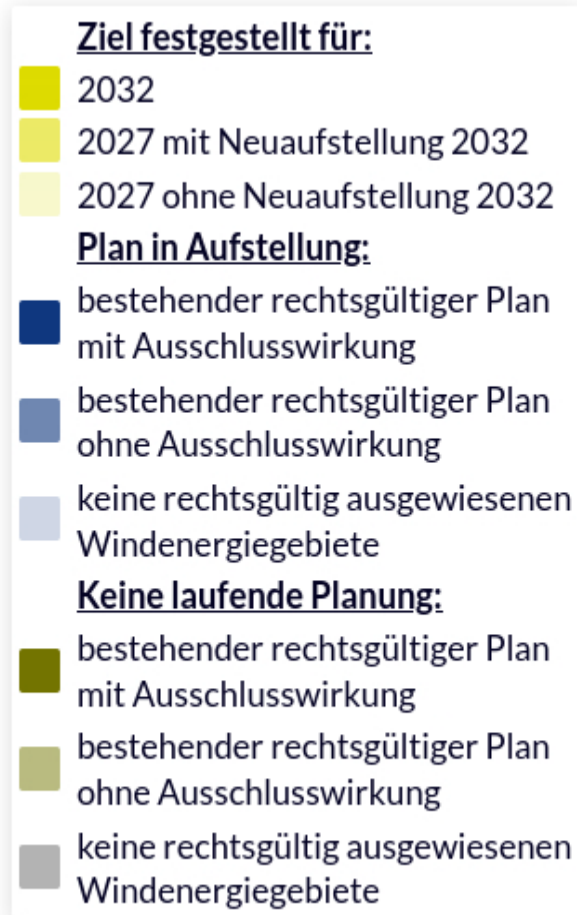 Ziel festgestellt für:
2032
2027 mit Neuaufstellung 2032
2027 ohne Neuaufstellung 2032
Plan in Aufstellung:
bestehender rechtsgültiger Plan
mit Ausschlusswirkung
bestehender rechtsgültiger Plan
ohne Ausschlusswirkung
keine rechtsgültig ausgewiesenen
Windenergiegebiete
Keine laufende Planung:
bestehender rechtsgültiger Plan
mit Ausschlusswirkung
bestehender rechtsgültiger Plan
ohne Ausschlusswirkung
keine rechtsgültig ausgewiesenen
Windenergiegebiete